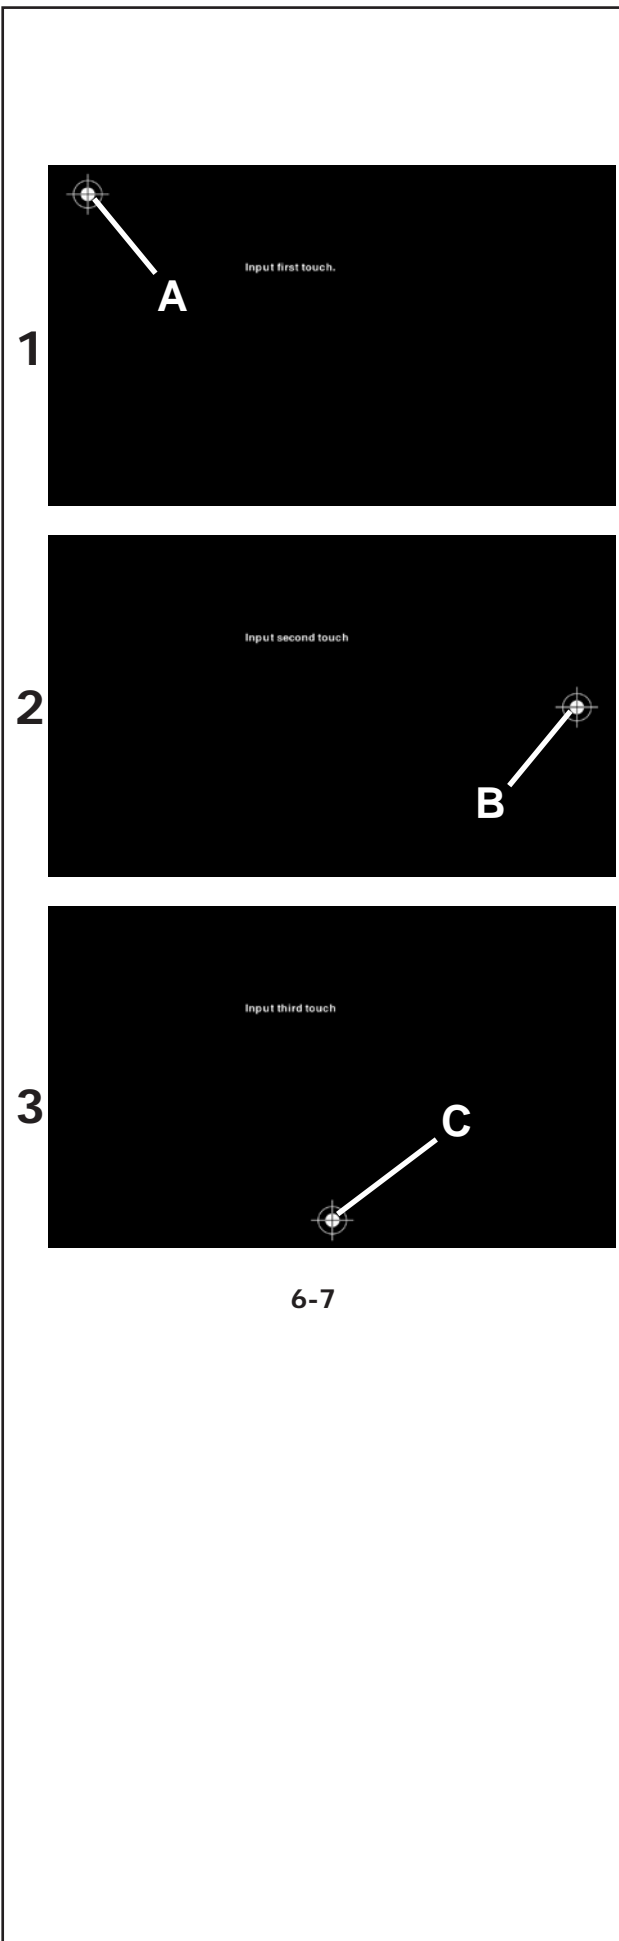 Input first touch.
A
1
Input second touch
2
B
Input third touch
3
C
6-7